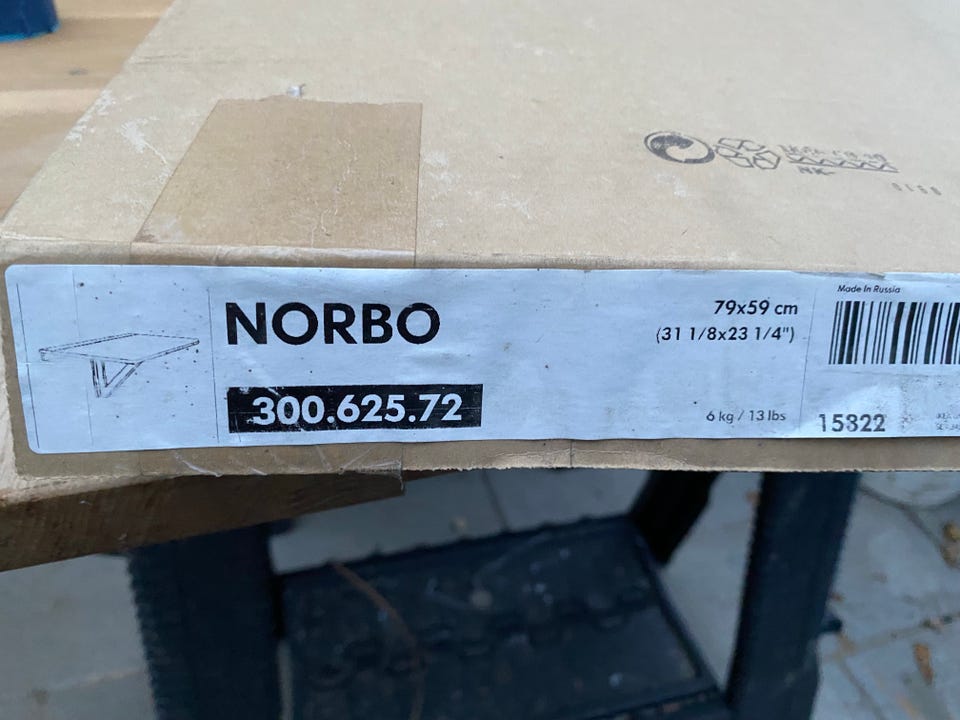 NORBO
300.625.72
79x59 cm
(31 1/8x23 1/4")
6 kg / 13 lbs
Made In Russia
15822
NK-